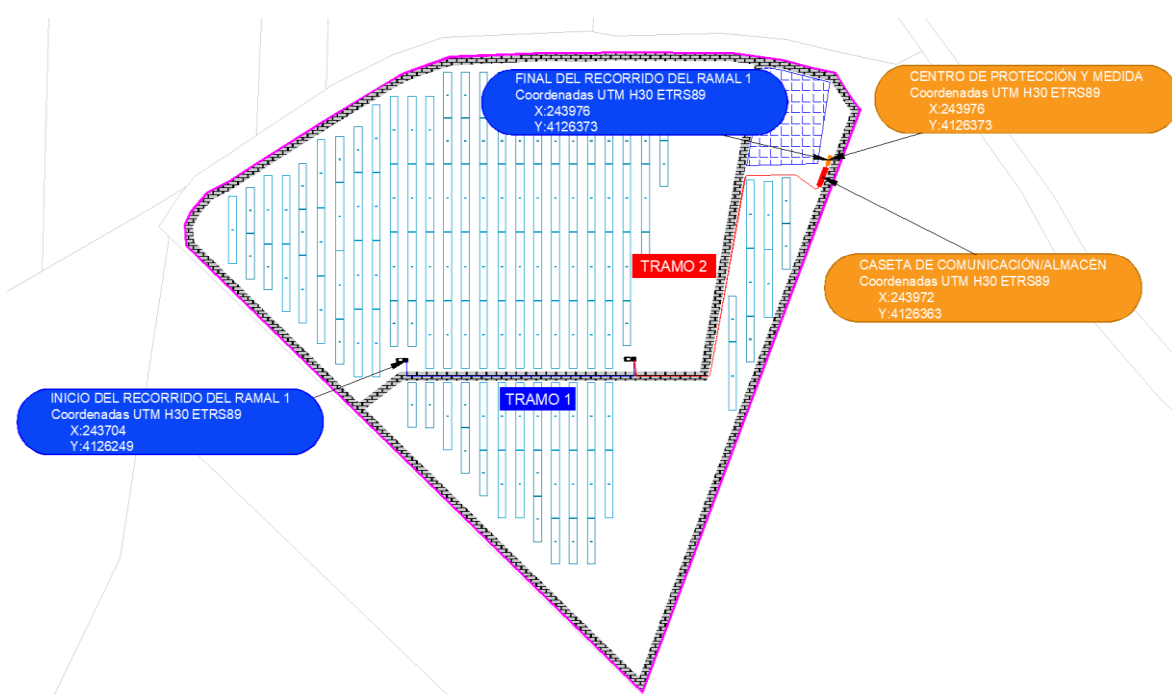 FINAL DEL RECORRIDO DEL RAMAL 1
Coordenadas UTM H30 ETRS89
X:243976
Y:4126373
CENTRO DE PROTECCIÓN Y MEDIDA
Coordenadas UTM H30 ETRS89
X:243976
Y:4126373
TRAMO 2
CASETA DE COMUNICACIÓN/ALMACÉN
Coordenadas UTM H30 ETRS89
X:243972
Y:4126363
INICIO DEL RECORRIDO DEL RAMAL 1
Coordenadas UTM H30 ETRS89
X:243704
Y:4126249
TRAMO 1